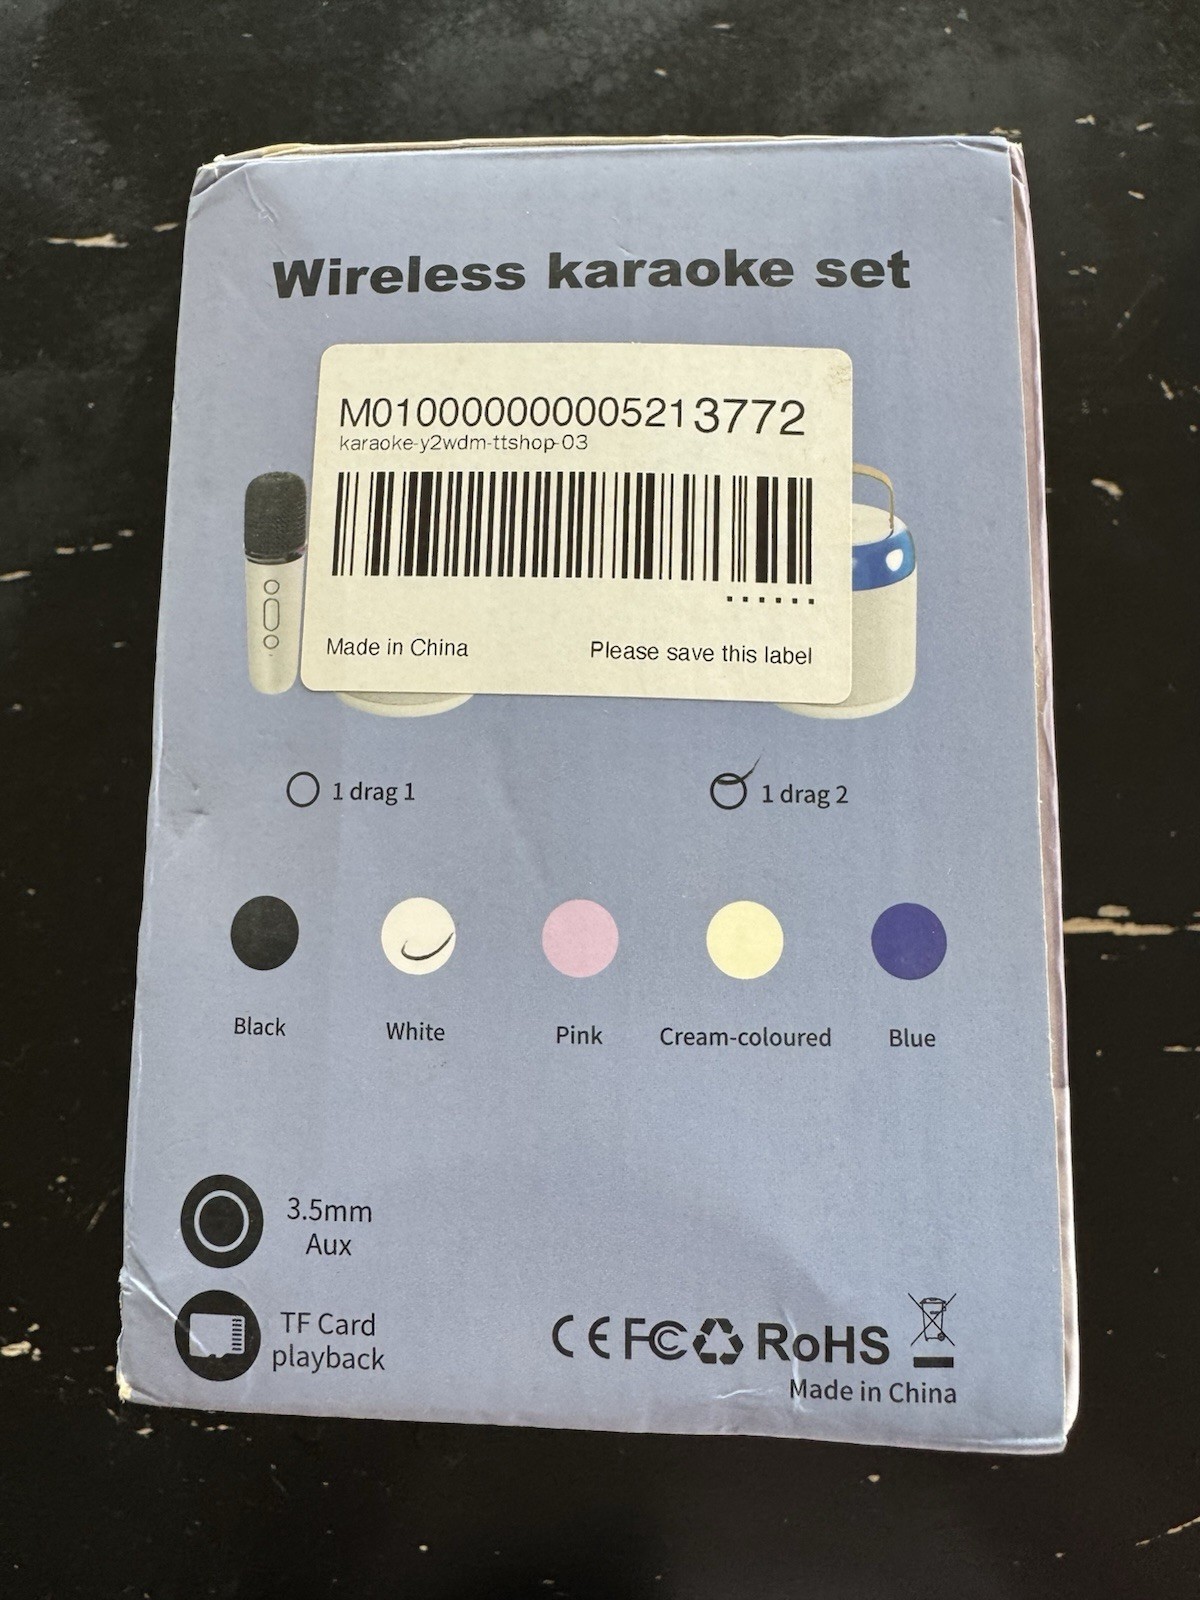 Wireless karaoke set
M010000000005213772
karaoke-y2wdm-ttshop-03
Made in China
Please save this label
1 drag 1
1 drag 2
Black
White
Pink
Cream-coloured
Blue
3.5mm
Aux
TF Card
playback
CE FC RoHS
Made in China